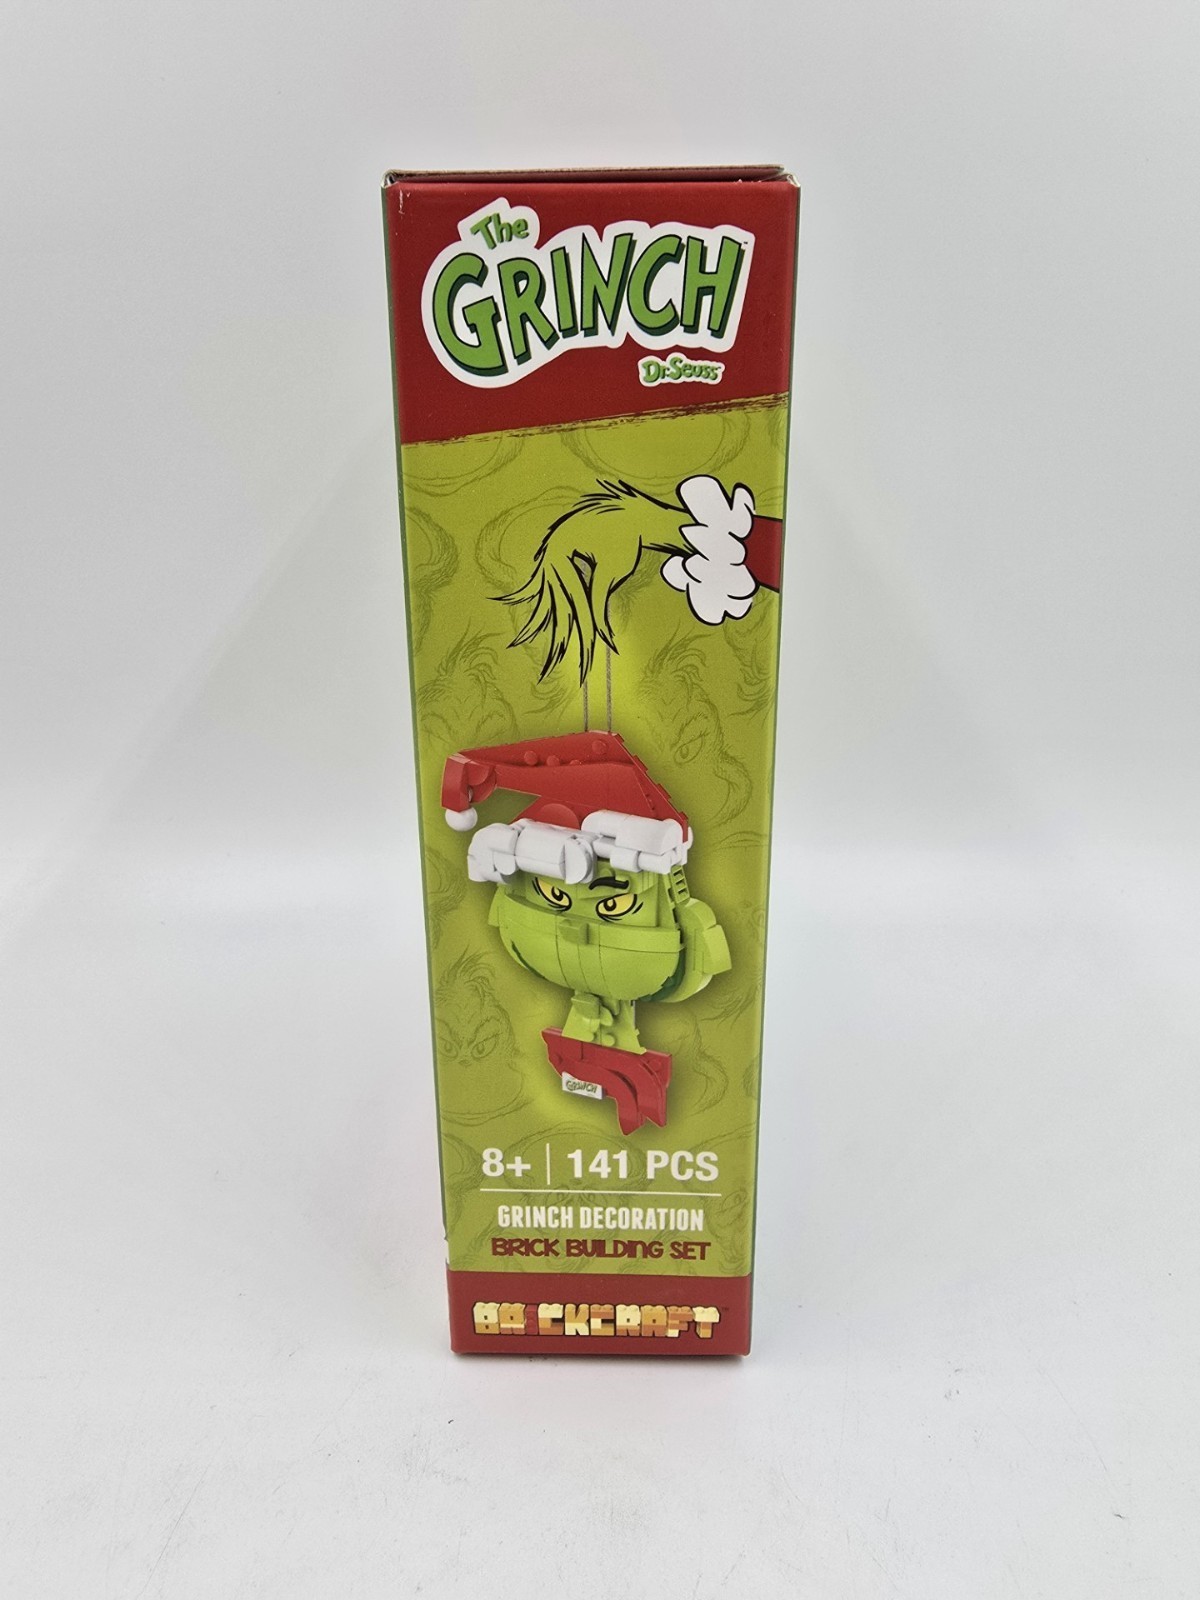 The
GRINCH
Dr. Seuss
GRINCH
8+ | 141 PCS
GRINCH DECORATION
BRICK BUILDING SET
BRICKCRAFT